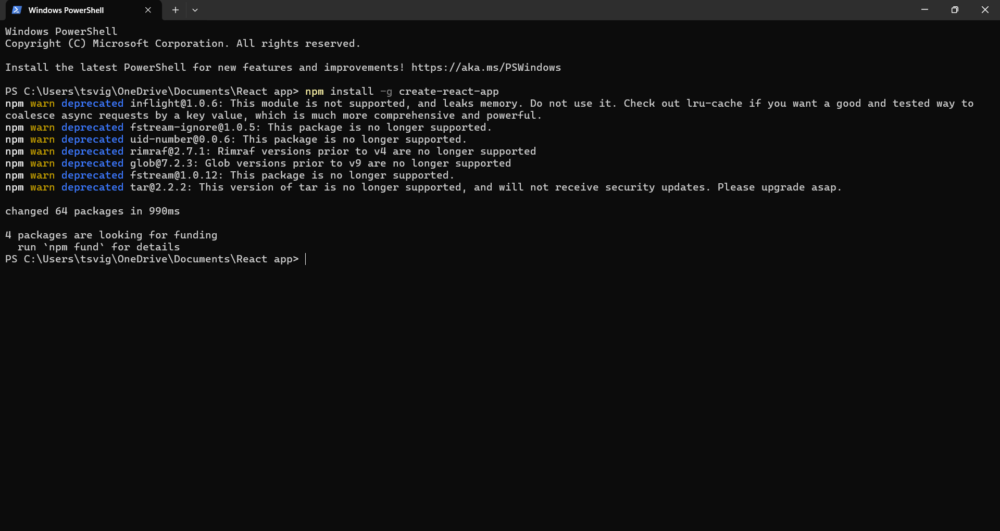 Windows PowerShell
Windows PowerShell
Copyright (C) Microsoft Corporation. All rights reserved.
Install the latest PowerShell for new features and improvements! https://aka.ms/PSWindows
PS C:\Users\tsvig\OneDrive\Documents\React app> npm install -g create-react-app
npm warn deprecated inflight@1.0.6: This module is not supported, and leaks memory. Do not use it. Check out lru-cache if you want a good and tested way to
coalesce async requests by a key value, which is much more comprehensive and powerful.
npm warn deprecated fstream-ignore@1.0.5: This package is no longer supported.
npm warn deprecated uid-number@0.0.6: This package is no longer supported.
npm warn deprecated rimraf@2.7.1: Rimraf versions prior to v4 are no longer supported
npm warn deprecated glob@7.2.3: Glob versions prior to v9 are no longer supported
npm warn deprecated fstream@1.0.12: This package is no longer supported.
npm warn deprecated tar@2.2.2: This version of tar is no longer supported, and will not receive security updates. Please upgrade asap.
changed 64 packages in 990ms
4 packages are looking for funding
  run `npm fund` for details
PS C:\Users\tsvig\OneDrive\Documents\React app>